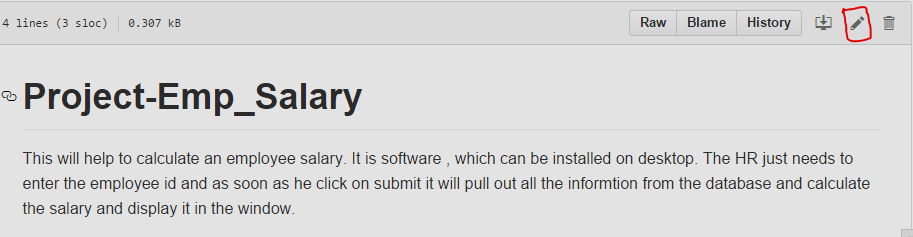 4 lines (3 sloc) 0.307 kB Raw Blame History
Project-Emp_Salary
This will help to calculate an employee salary. It is software , which can be installed on desktop. The HR just needs to
enter the employee id and as soon as he click on submit it will pull out all the informtion from the database and calculate
the salary and display it in the window.